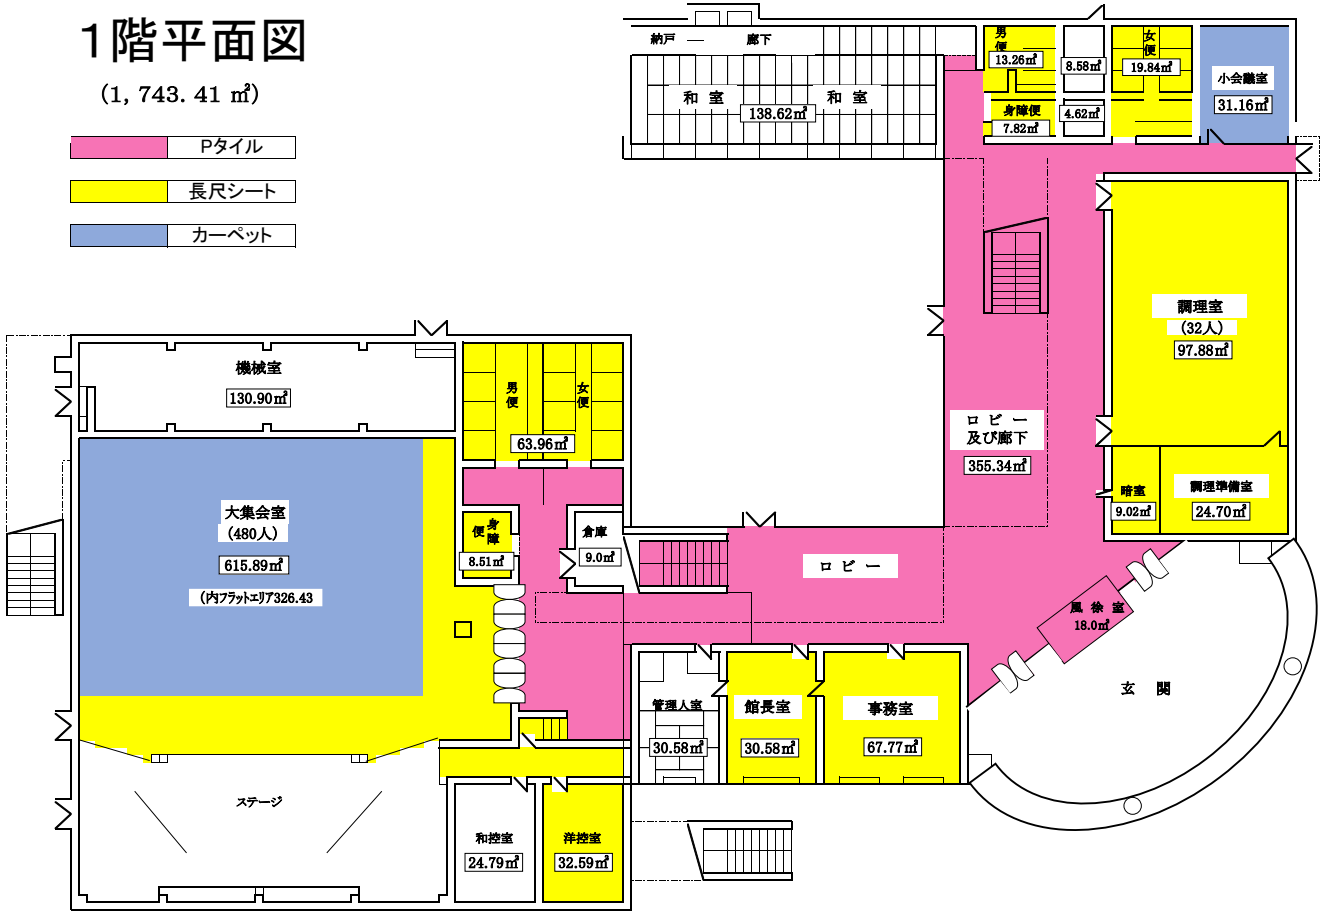 1階平面図
（1, 743. 41 ㎡）
Pタイル
長尺シート
カーペット
納戸
廊下
和 室
和 室
138.62㎡
男便
13.26㎡
8.58㎡
女便
19.84㎡
小会議室
31.16㎡
身障便
7.82㎡
4.62㎡
調理室
（32人）
97.88㎡
機械室
130.90㎡
男便
女便
63.96㎡
ロ ビ ー
及び廊下
355.34㎡
暗室
9.02㎡
調理準備室
24.70㎡
大集会室
（480人）
615.89㎡
（内フラットエリア326.43
身障便
8.51㎡
倉庫
9.0㎡
ロ ビ ー
風 徐 室
18.0㎡
玄 関
管理人室
30.58㎡
館長室
30.58㎡
事務室
67.77㎡
ステージ
和控室
24.79㎡
洋控室
32.59㎡